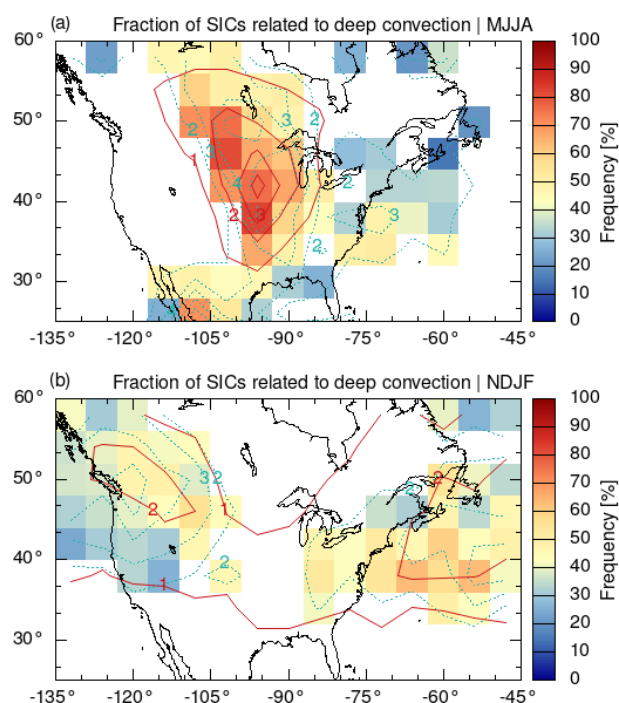 (a) Fraction of SICs related to deep convection | MJJA
60° 100
90
50° 3 2 80
2 70
1 60
4 2 50
40° 2 3 3 40
2 30
30° 20
10
0
Frequency [%]
-135° -120° -105° -90° -75° -60° -45°
(b) Fraction of SICs related to deep convection | NDJF
60° 100
90
50° 3 2 2 2 80
2 1 70
60
40° 2 50
1 40
30
30° 20
10
0
Frequency [%]
-135° -120° -105° -90° -75° -60° -45°